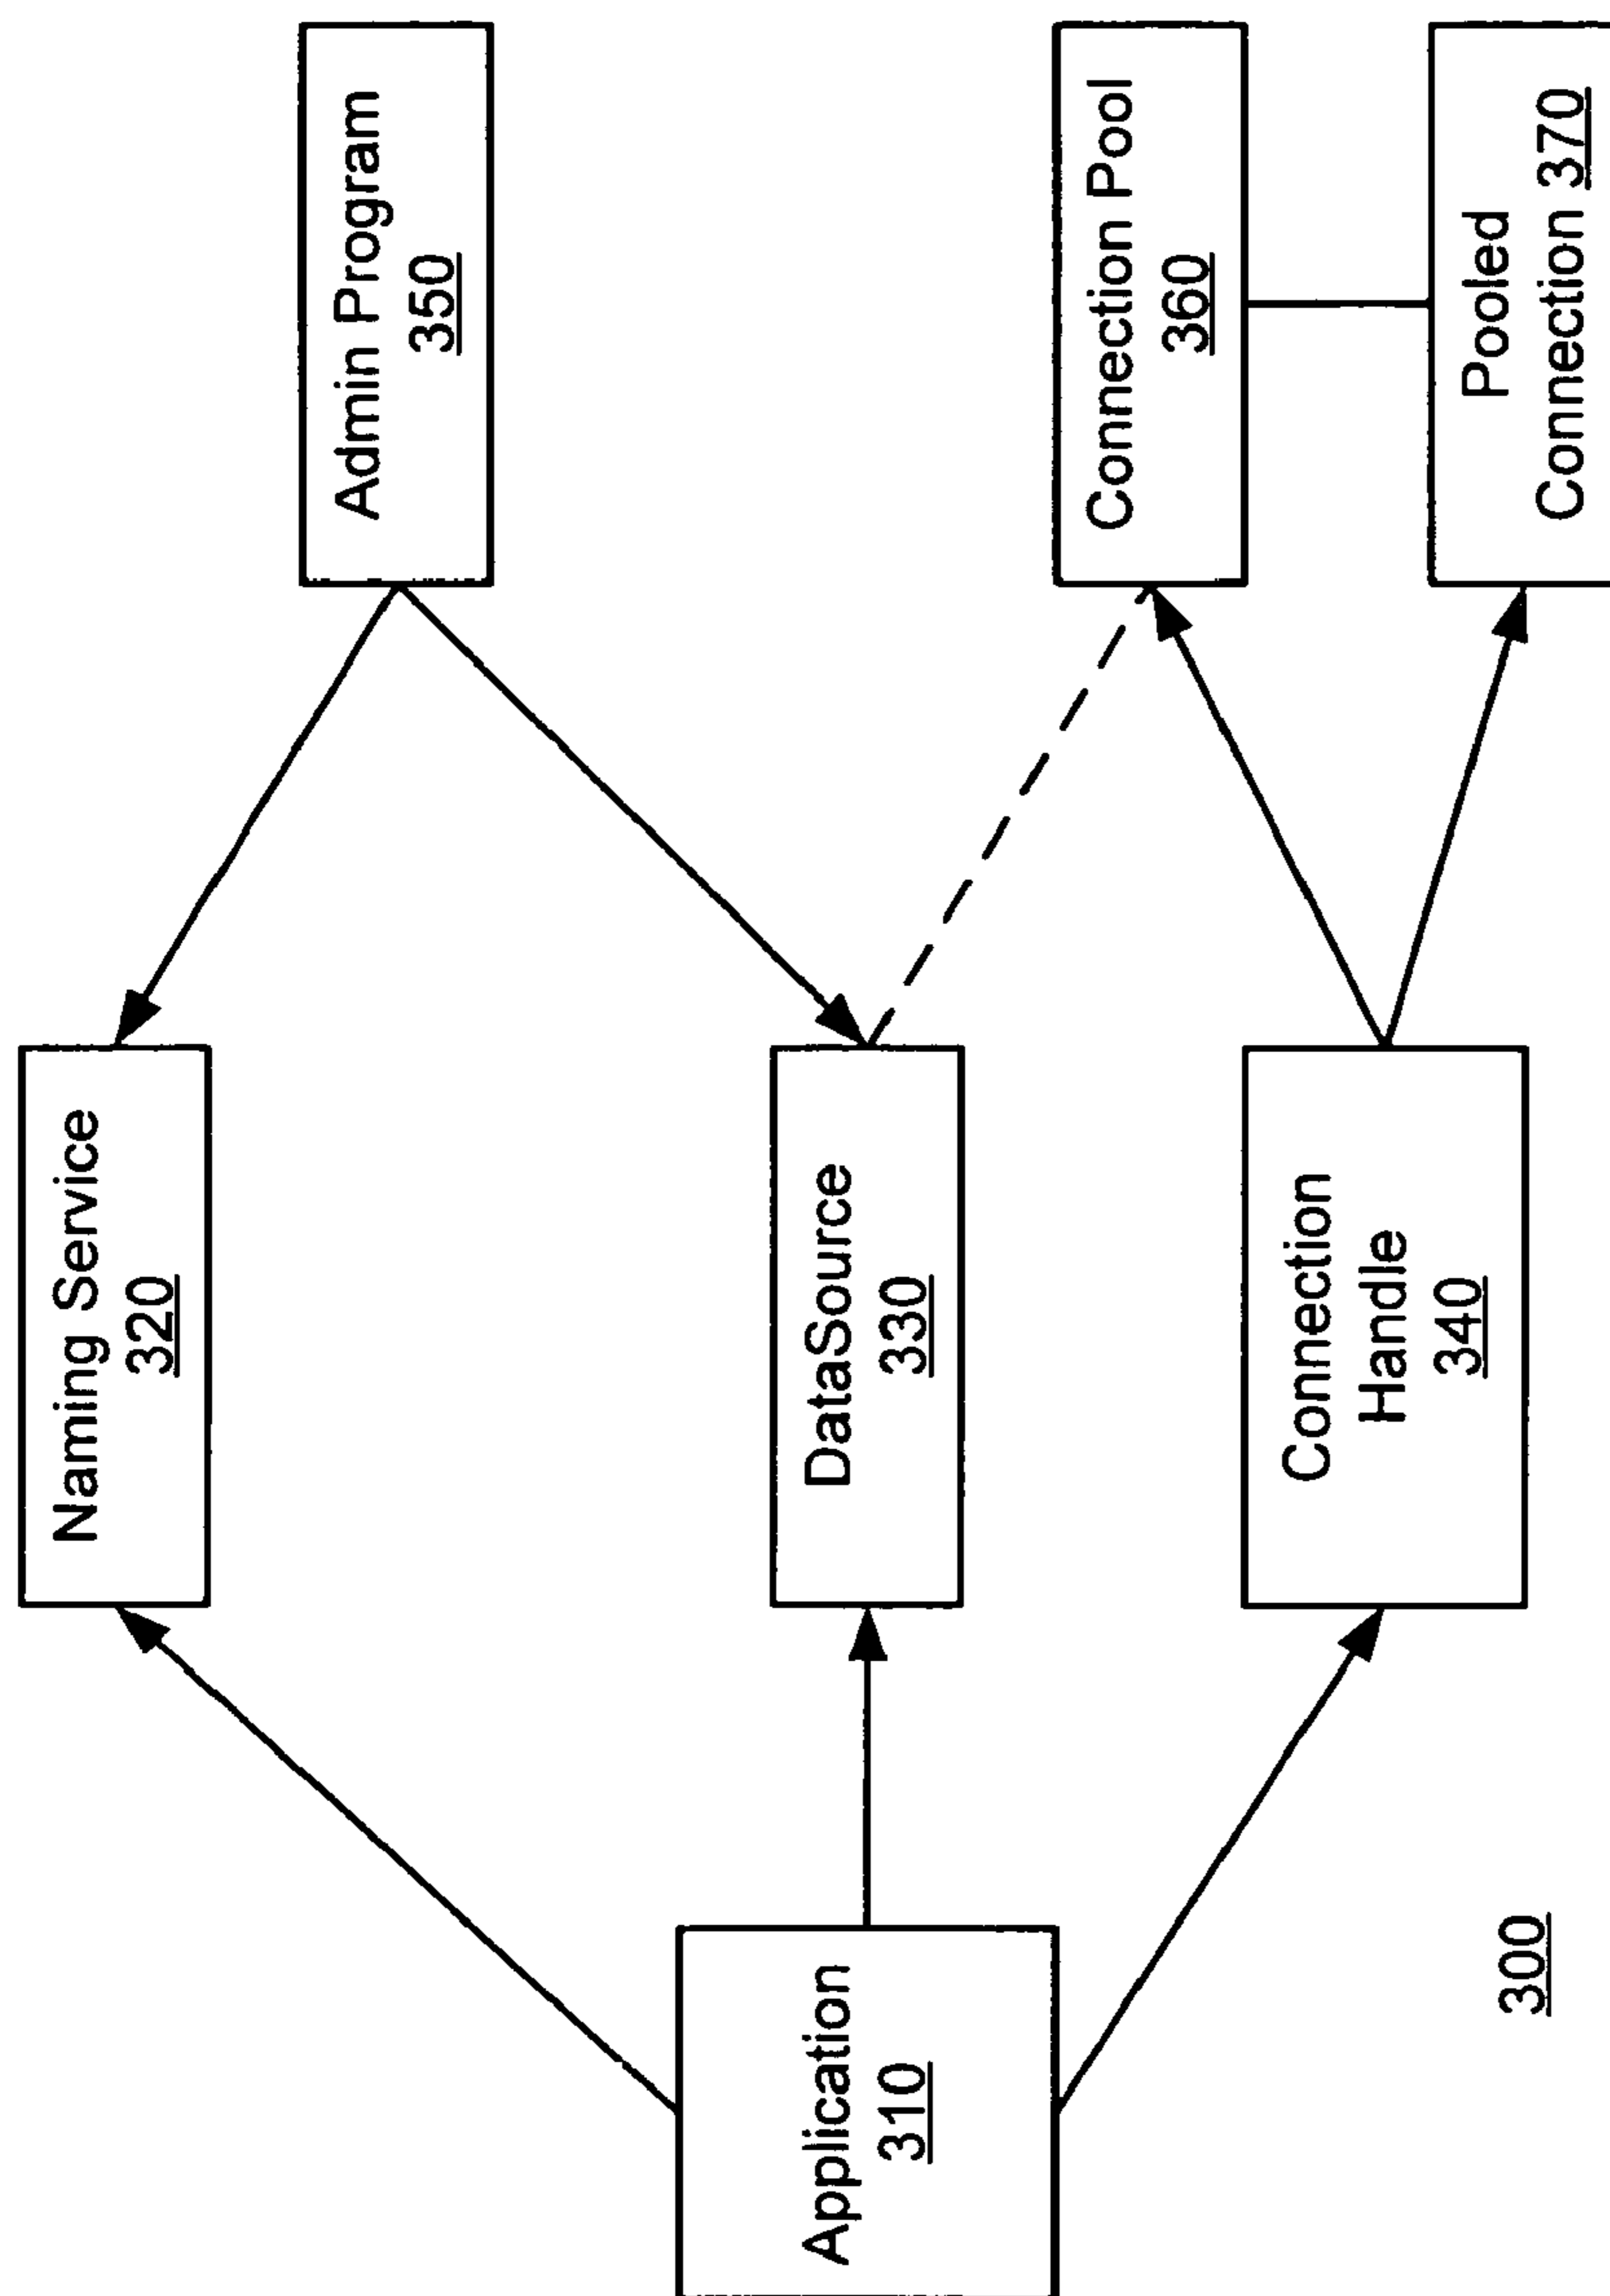 Naming Service
320
Admin Program
350
Application
310
DataSource
330
Connection Pool
360
Connection
Handle
340
Pooled
Connection 370
300